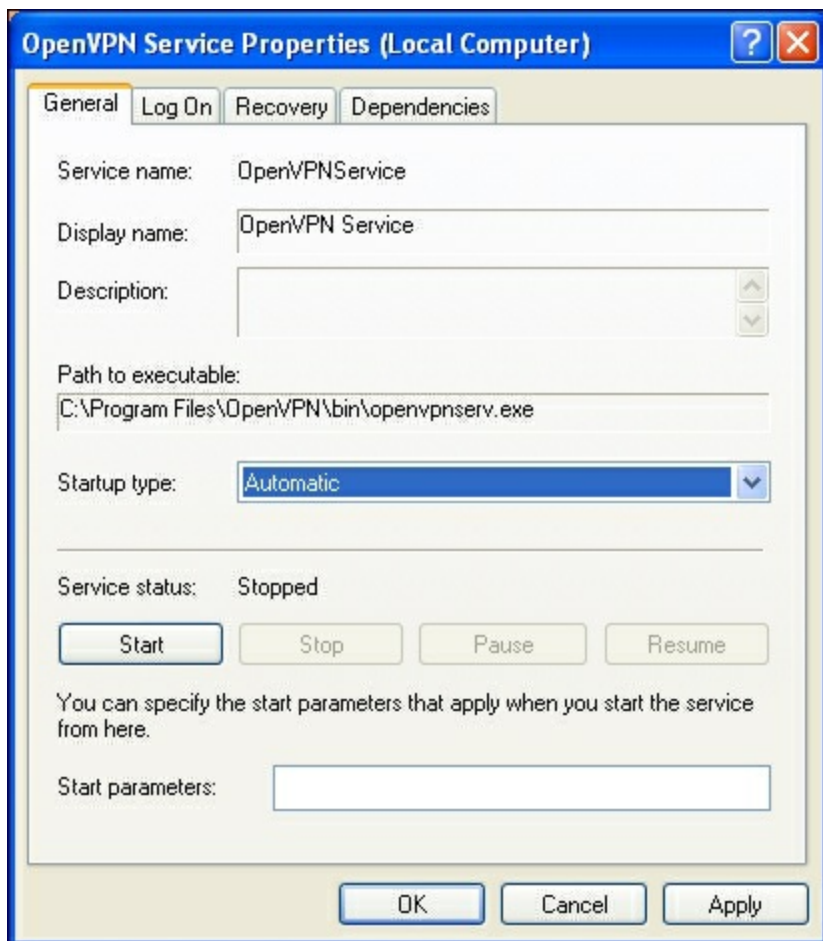 OpenVPN Service Properties (Local Computer)
General Log On Recovery Dependencies
Service name: OpenVPNService
Display name: OpenVPN Service
Description:
Path to executable:
C:\Program Files\OpenVPN\bin\openvpnserv.exe
Startup type: Automatic
Service status: Stopped
Start Stop Pause Resume
You can specify the start parameters that apply when you start the service
from here.
Start parameters:
OK Cancel Apply